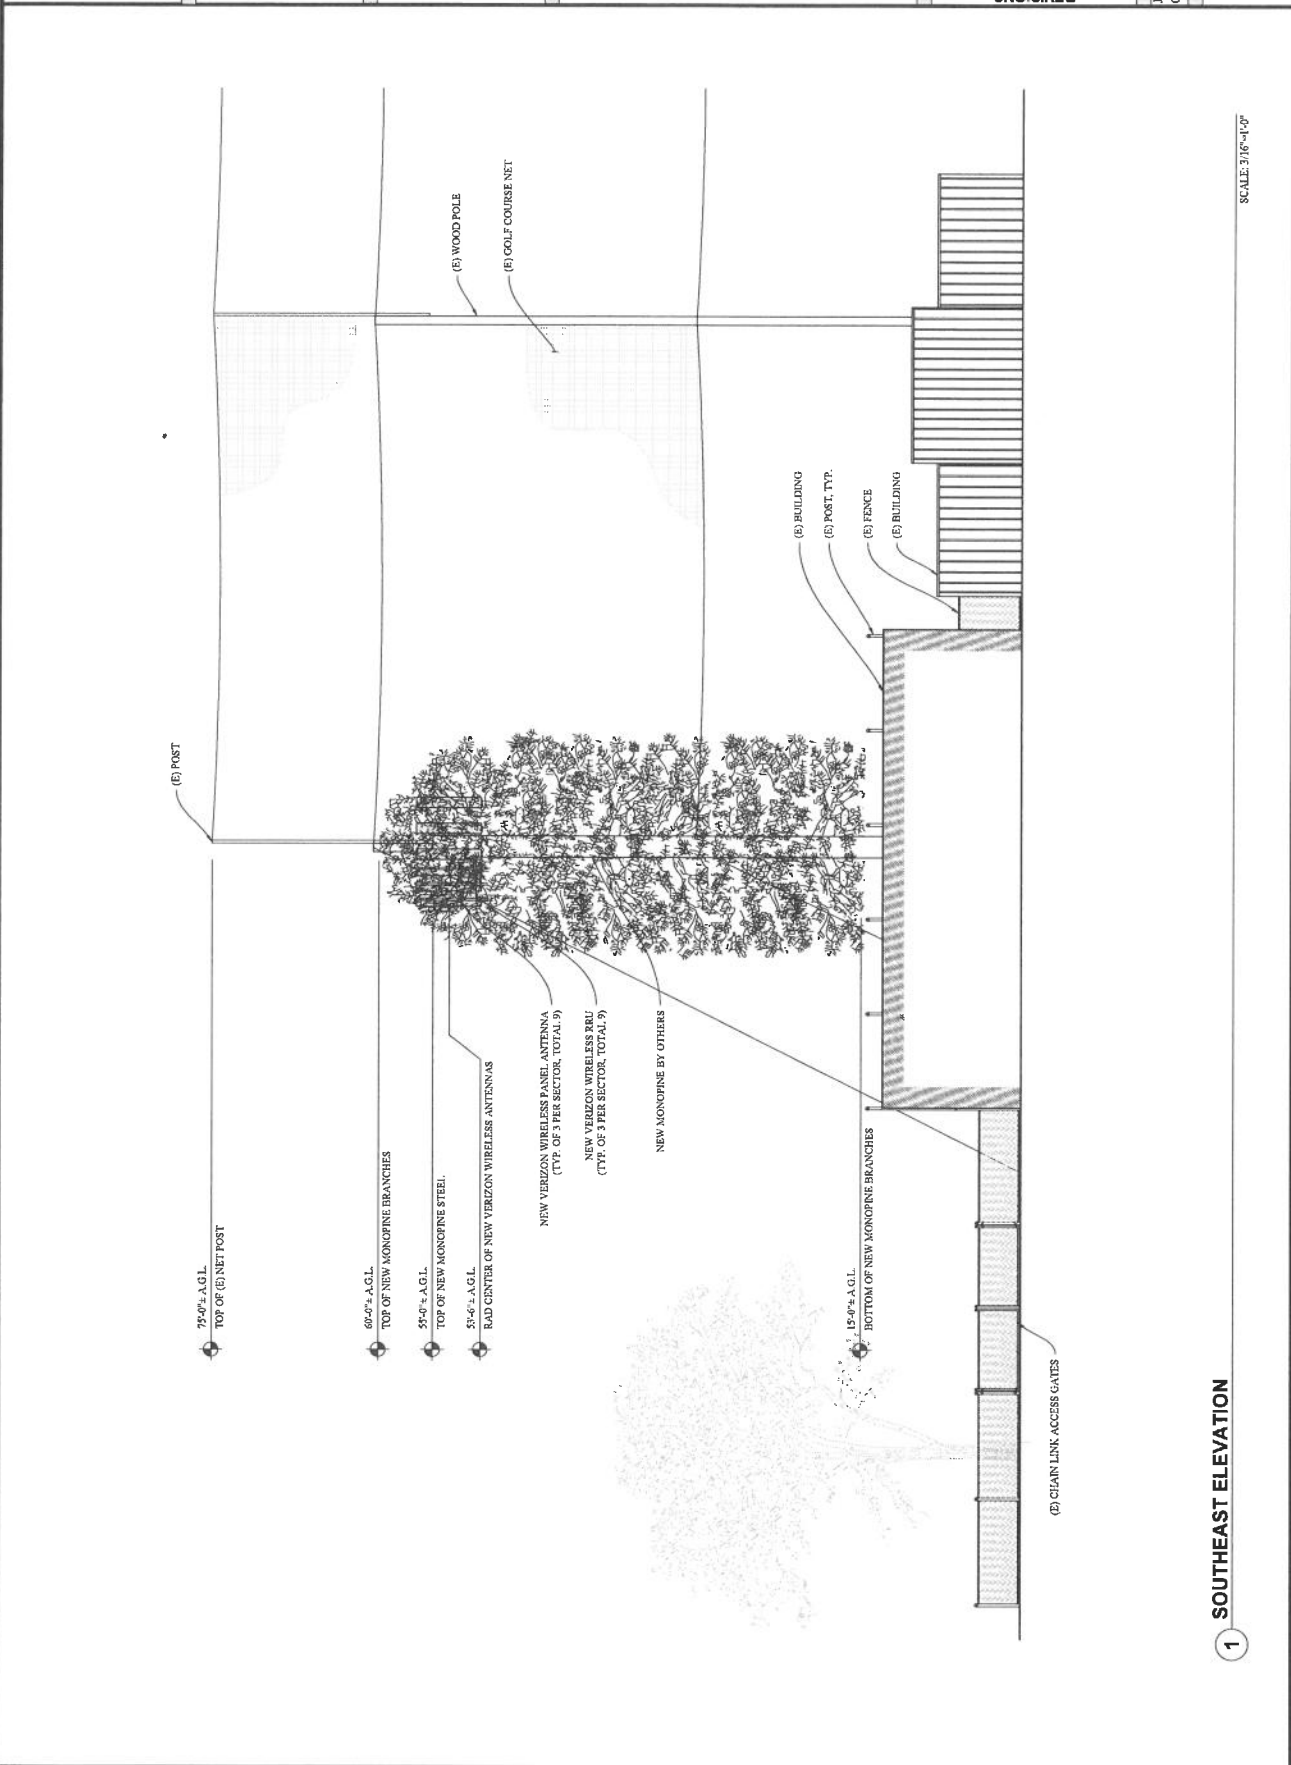 (E) POST
75'-0"± A.G.L.
TOP OF (E) NET POST
60'-0"± A.G.L.
TOP OF NEW MONOPINE BRANCHES
55'-0"± A.G.L.
TOP OF NEW MONOPINE STEEL
53'-6"± A.G.L.
RAD CENTER OF NEW VERIZON WIRELESS ANTENNAS
NEW VERIZON WIRELESS PANEL ANTENNA
(TYP. OF 3 PER SECTOR, TOTAL 9)
NEW VERIZON WIRELESS RRU
(TYP. OF 3 PER SECTOR, TOTAL 9)
NEW MONOPINE BY OTHERS
15'-0"± A.G.L.
BOTTOM OF NEW MONOPINE BRANCHES
(E) WOOD POLE
(E) GOLF COURSE NET
(E) BUILDING
(E) POST, TYP.
(E) FENCE
(E) BUILDING
(E) CHAIN LINK ACCESS GATES
1 SOUTHEAST ELEVATION
SCALE: 3/16"=1'-0"